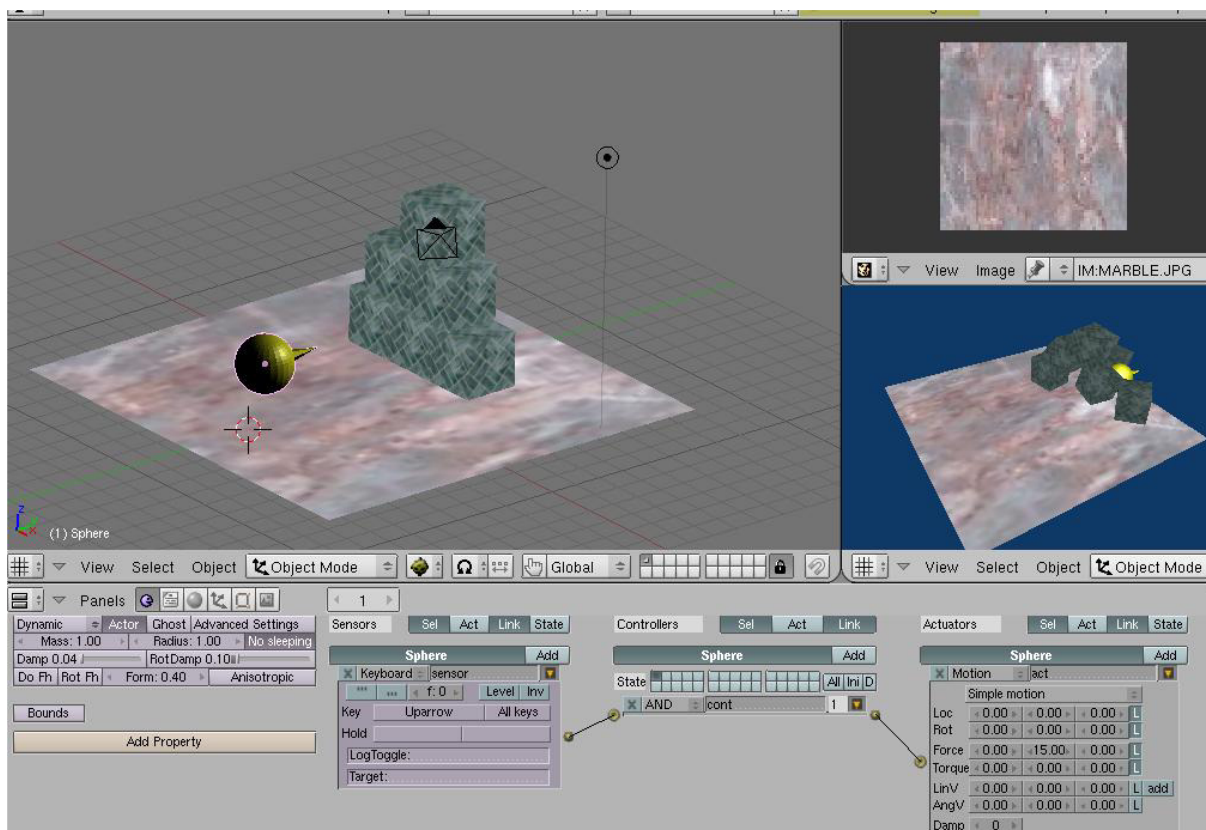 View Image IM:MARBLE.JPG
z
x
(1) Sphere
View Select Object Object Mode Global
View Select Object Object Mode
Panels 1
Dynamic Actor Ghost Advanced Settings
Mass: 1.00 Radius: 1.00 No sleeping
Damp 0.04 RotDamp 0.10
Do Fh Rot Fh Form: 0.40 Anisotropic
Bounds
Add Property
Sensors Sel Act Link State
Sphere Add
X Keyboard sensor
f: 0 Level Inv
Key Uparrow All keys
Hold
LogToggle:
Target:
Controllers Sel Act Link
Sphere Add
State All Ini D
X AND cont 1
Actuators Sel Act Link State
Sphere Add
X Motion act
Simple motion
Loc 0.00 0.00 0.00 L
Rot 0.00 0.00 0.00 L
Force 0.00 15.00 0.00 L
Torque 0.00 0.00 0.00 L
LinV 0.00 0.00 0.00 L add
AngV 0.00 0.00 0.00 L
Damp 0